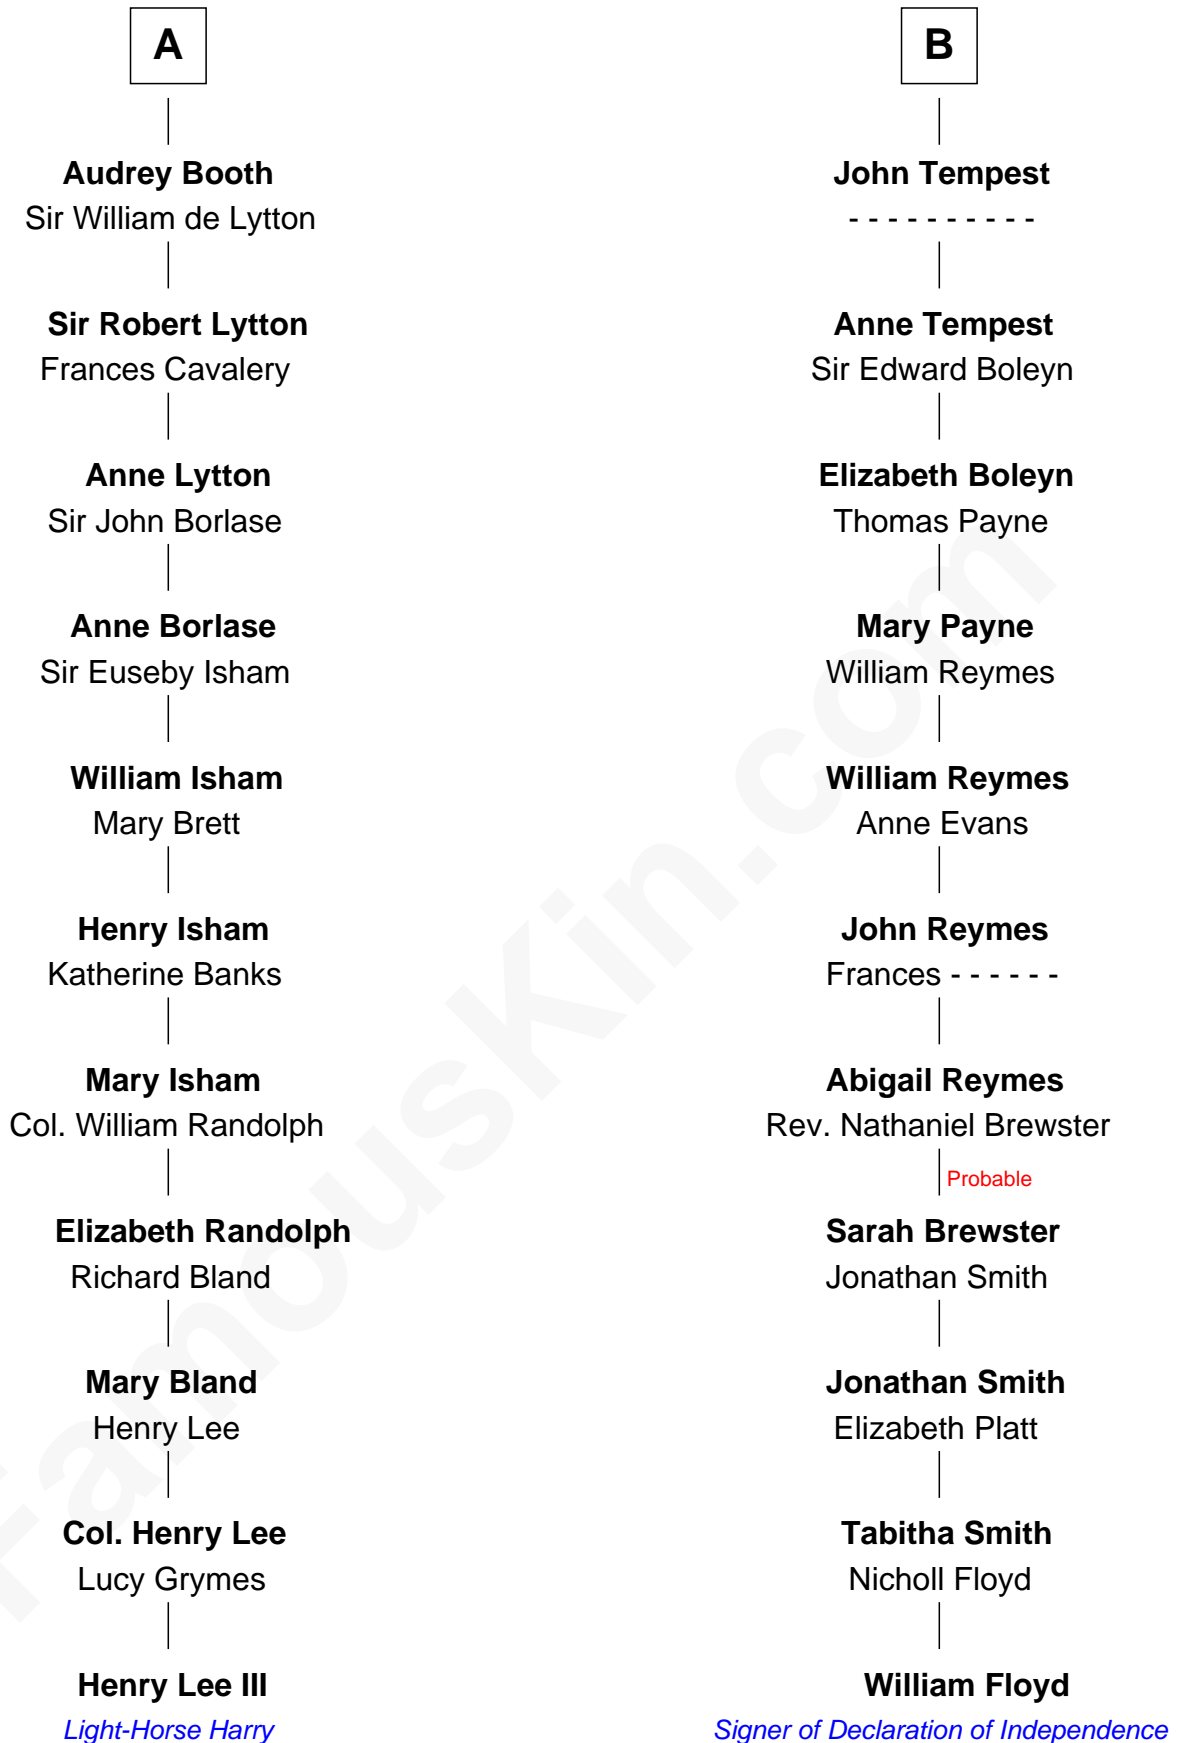 A
Audrey Booth
Sir William de Lytton
Sir Robert Lytton
Frances Cavalery
Anne Lytton
Sir John Borlase
Anne Borlase
Sir Euseby Isham
William Isham
Mary Brett
Henry Isham
Katherine Banks
Mary Isham
Col. William Randolph
Elizabeth Randolph
Richard Bland
Mary Bland
Henry Lee
Col. Henry Lee
Lucy Grymes
Henry Lee III
Light-Horse Harry
B
John Tempest
- - - - - - - - - -
Anne Tempest
Sir Edward Boleyn
Elizabeth Boleyn
Thomas Payne
Mary Payne
William Reymes
William Reymes
Anne Evans
John Reymes
Frances - - - - - -
Abigail Reymes
Rev. Nathaniel Brewster
Probable
Sarah Brewster
Jonathan Smith
Jonathan Smith
Elizabeth Platt
Tabitha Smith
Nicholl Floyd
William Floyd
Signer of Declaration of Independence
FamousKin.com